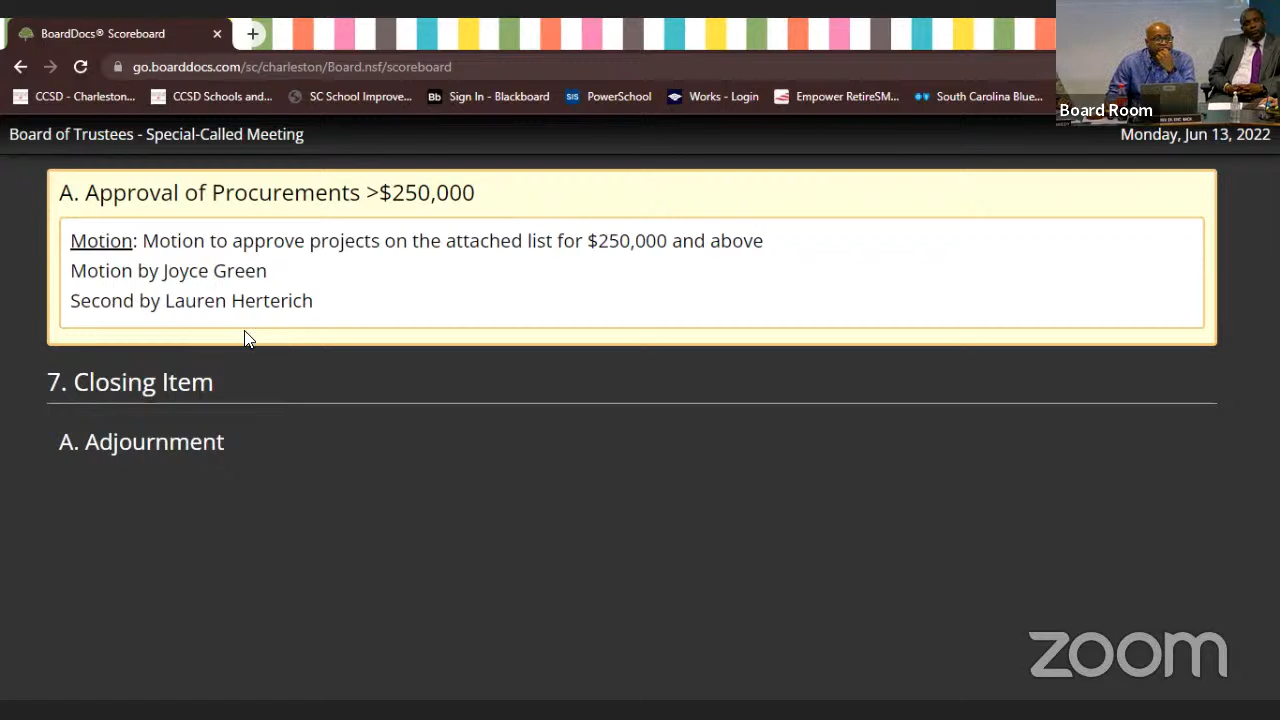 BoardDocs® Scoreboard
go.boarddocs.com/sc/charleston/Board.nsf/scoreboard
CCSD - Charleston... CCSD Schools and... SC School Improve... Bb Sign In - Blackboard SIS PowerSchool Works - Login Empower RetireSM... South Carolina Blue...
Board Room
Board of Trustees - Special-Called Meeting Monday, Jun 13, 2022
A. Approval of Procurements >$250,000
Motion: Motion to approve projects on the attached list for $250,000 and above
Motion by Joyce Green
Second by Lauren Herterich
7. Closing Item
A. Adjournment
zoom